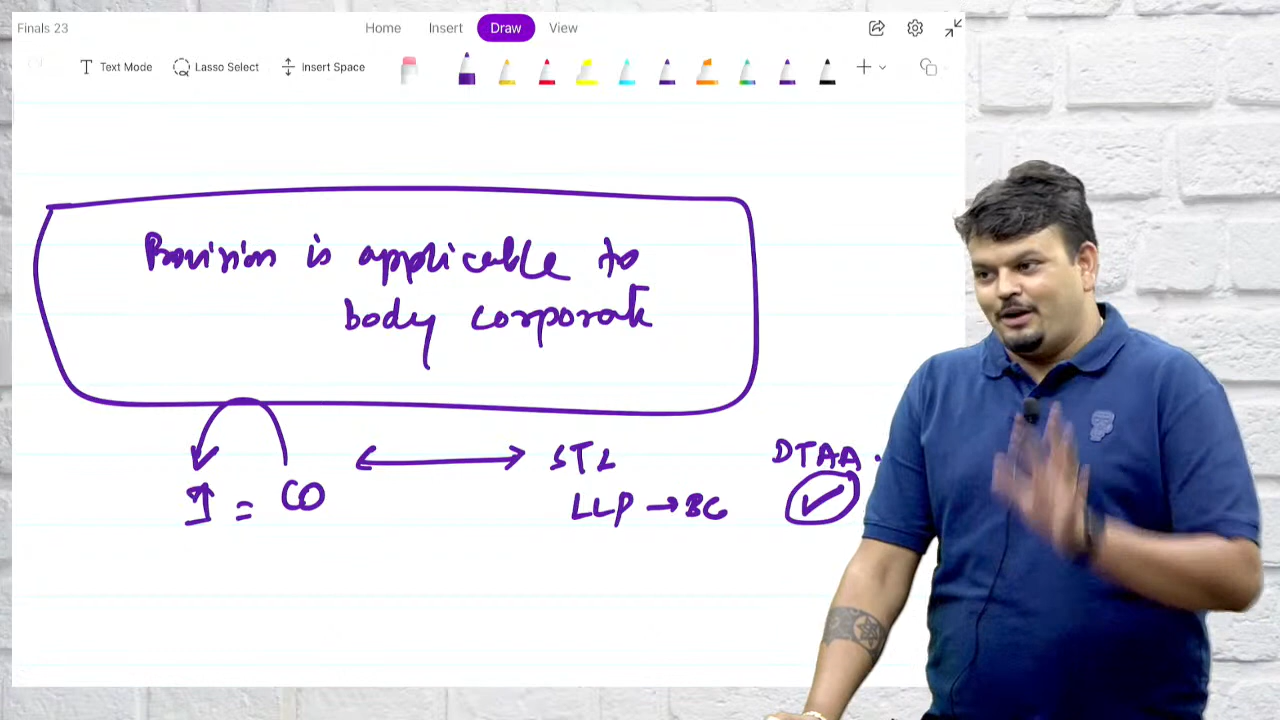 Finals 23
Home Insert Draw View
Text Mode Lasso Select Insert Space
Provision is applicable to
body corporate
I = CO
STL
LLP → BC
DTAA